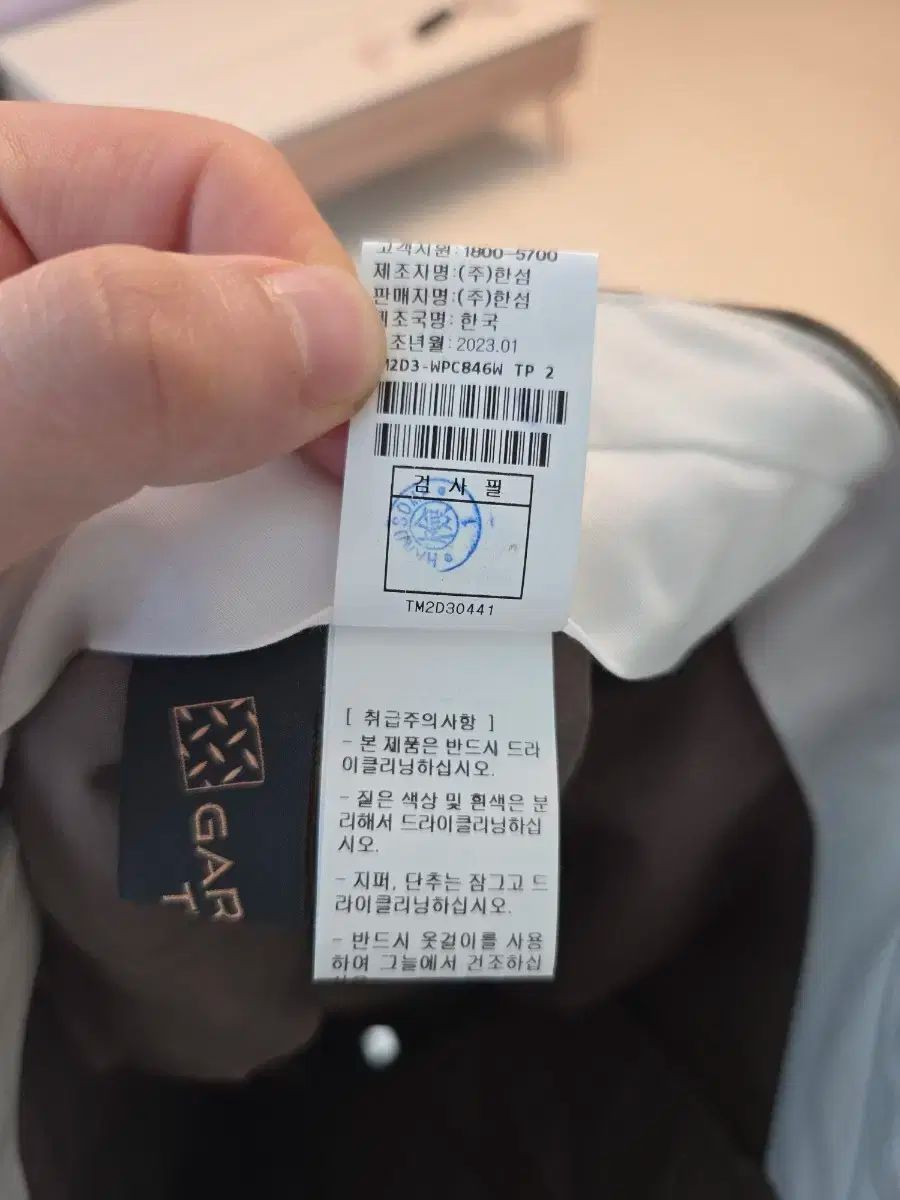 고객지원:1800-5700
제조자명:(주)한섬
판매자명:(주)한섬
제조국명: 한국
조년월:2023.01
M2D3-WPC846W TP 2
검 사 필
HANDSOME
TM2D30441
[ 취급주의사항 ]
- 본 제품은 반드시 드라
이클리닝하십시오.
- 짙은 색상 및 흰색은 분
리해서 드라이클리닝하십
시오.
- 지퍼, 단추는 잠그고 드
라이클리닝하십시오.
- 반드시 옷걸이를 사용
하여 그늘에서 건조하십
GAR
T